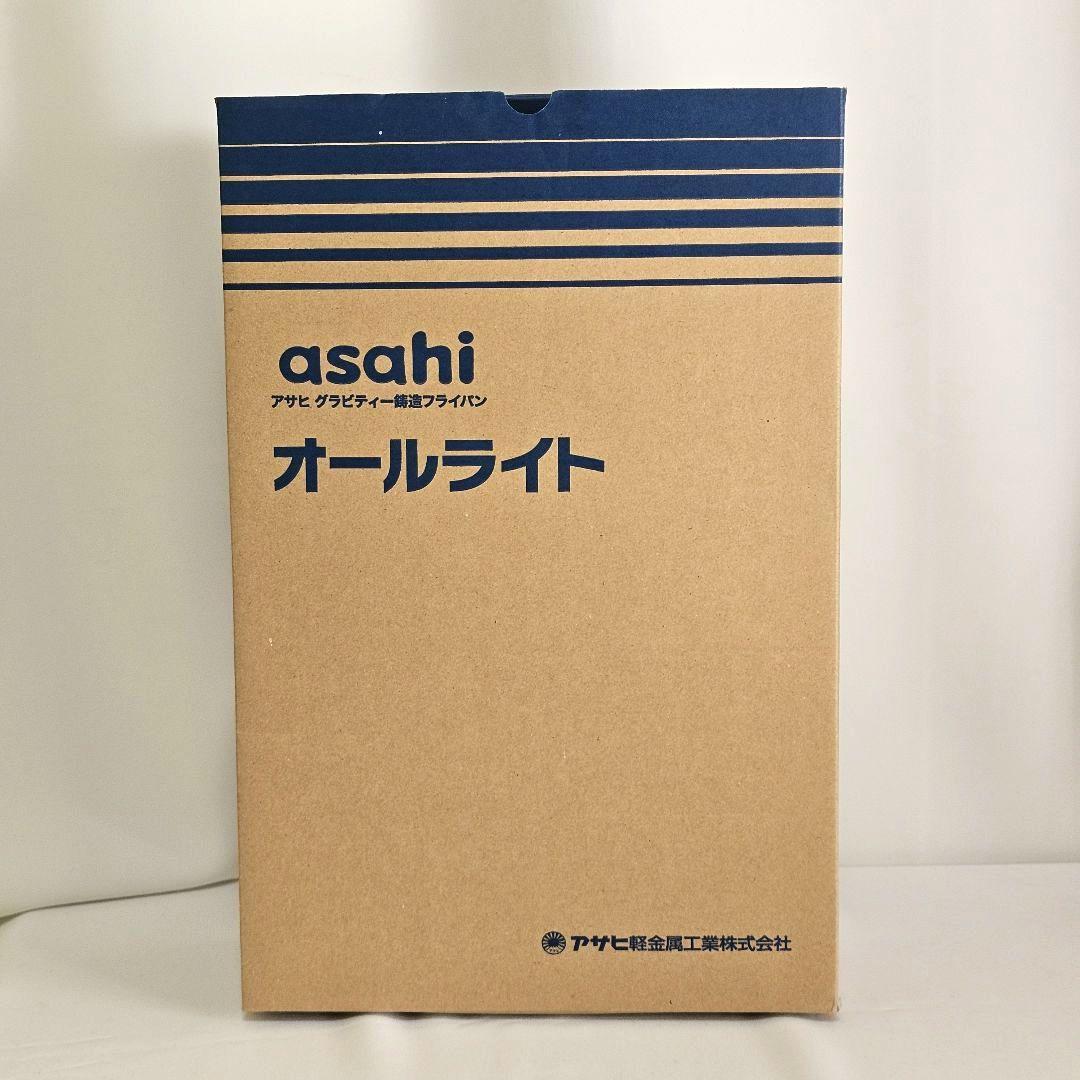 asahi
アサヒ グラビティー鋳造フライパン
オールライト
アサヒ軽金属工業株式会社